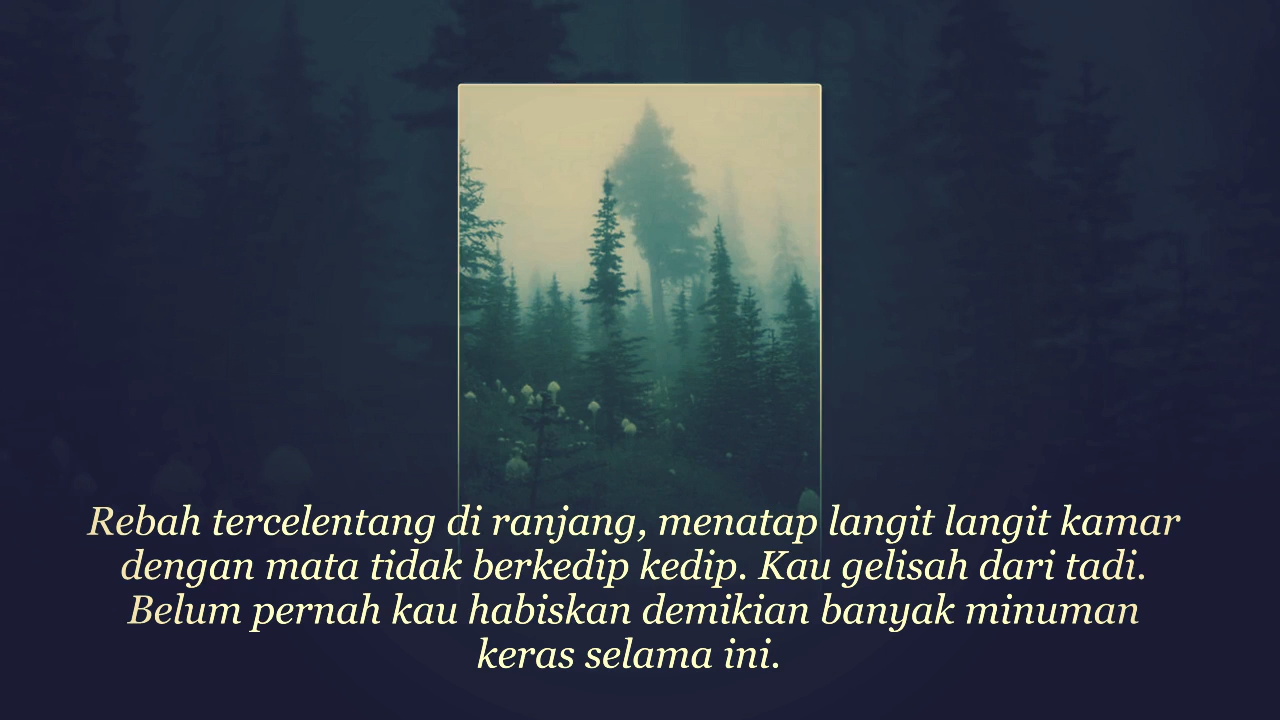 Rebah tercelentang di ranjang, menatap langit langit kamar
dengan mata tidak berkedip kedip. Kau gelisah dari tadi.
Belum pernah kau habiskan demikian banyak minuman
keras selama ini.